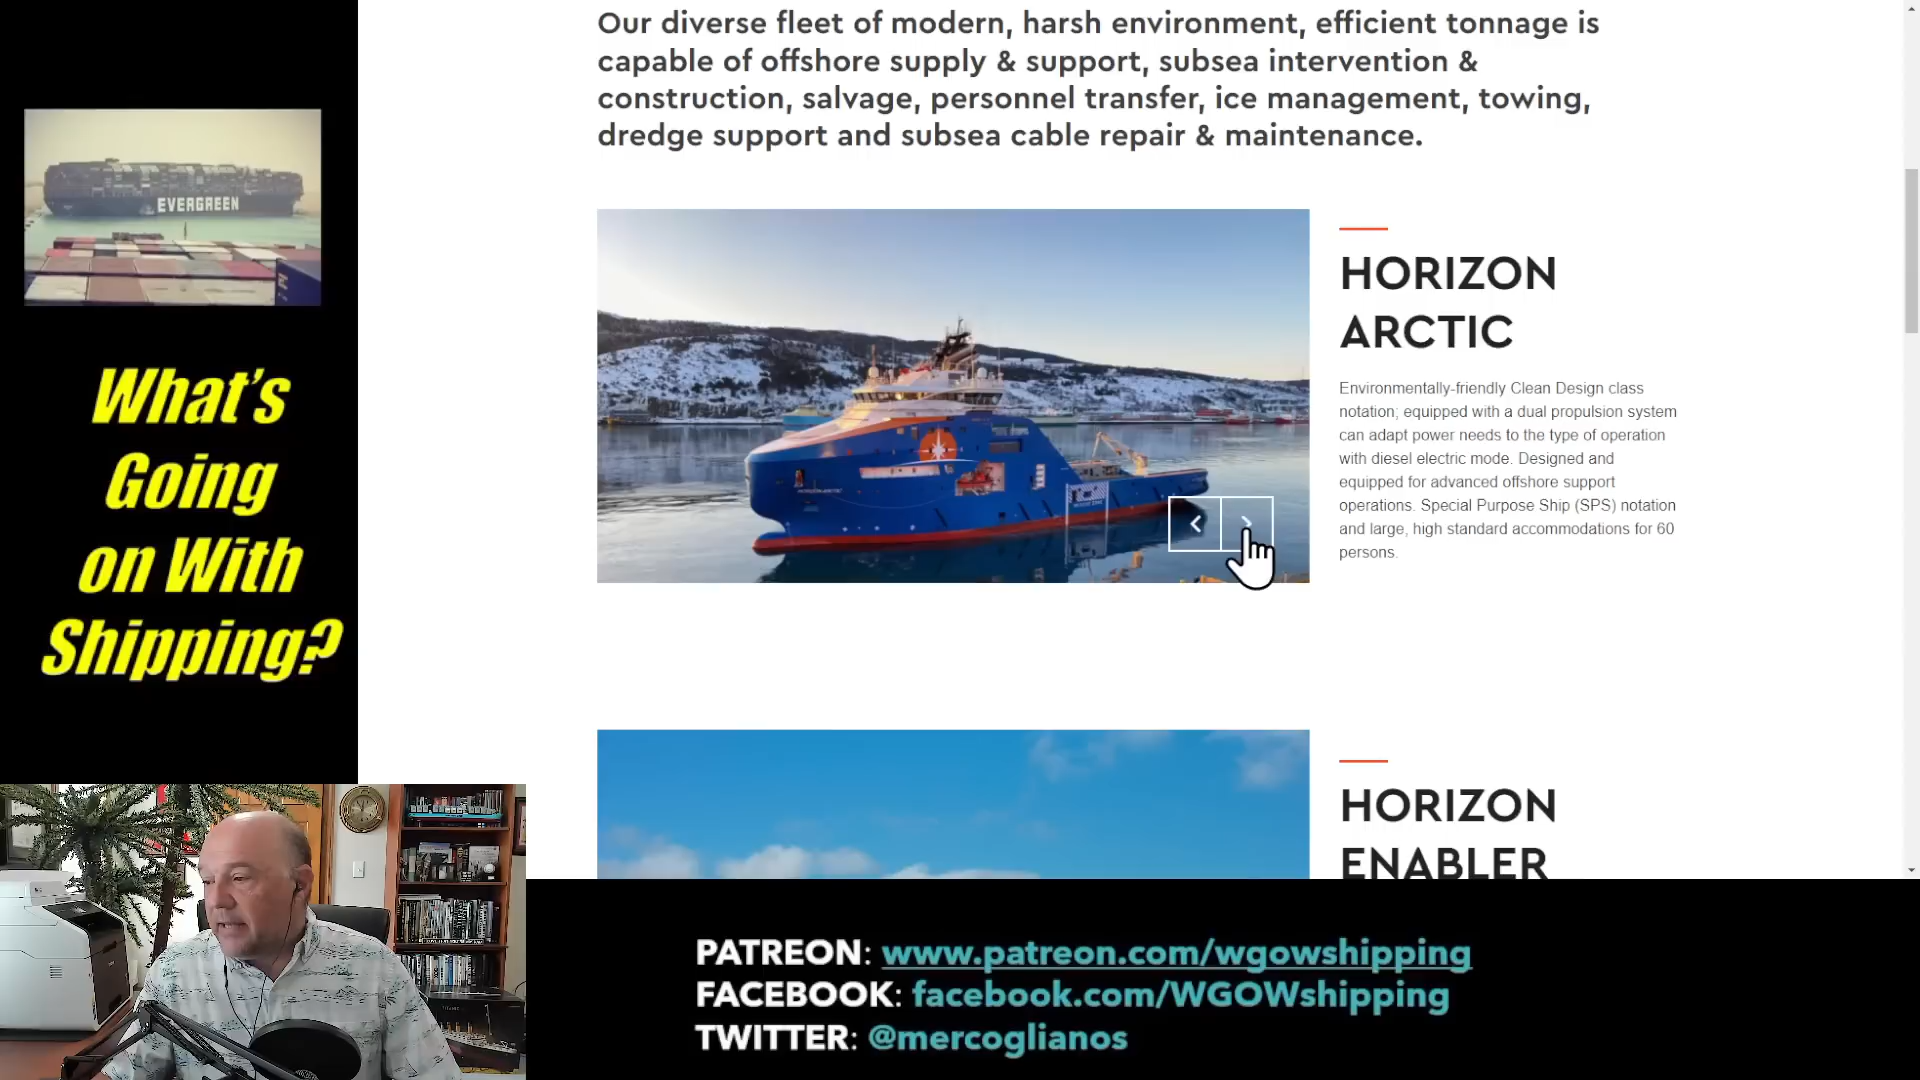 Our diverse fleet of modern, harsh environment, efficient tonnage is
capable of offshore supply & support, subsea intervention &
construction, salvage, personnel transfer, ice management, towing,
dredge support and subsea cable repair & maintenance.
EVERGREEN
What's
Going
on With
Shipping?
HORIZON
ARCTIC
Environmentally-friendly Clean Design class
notation; equipped with a dual propulsion system
can adapt power needs to the type of operation
with diesel electric mode. Designed and
equipped for advanced offshore support
operations. Special Purpose Ship (SPS) notation
and large, high standard accommodations for 60
persons.
HORIZON ARCTIC
HORIZON
ENABLER
PATREON: www.patreon.com/wgowshipping
FACEBOOK: facebook.com/WGOWshipping
TWITTER: @mercoglianos